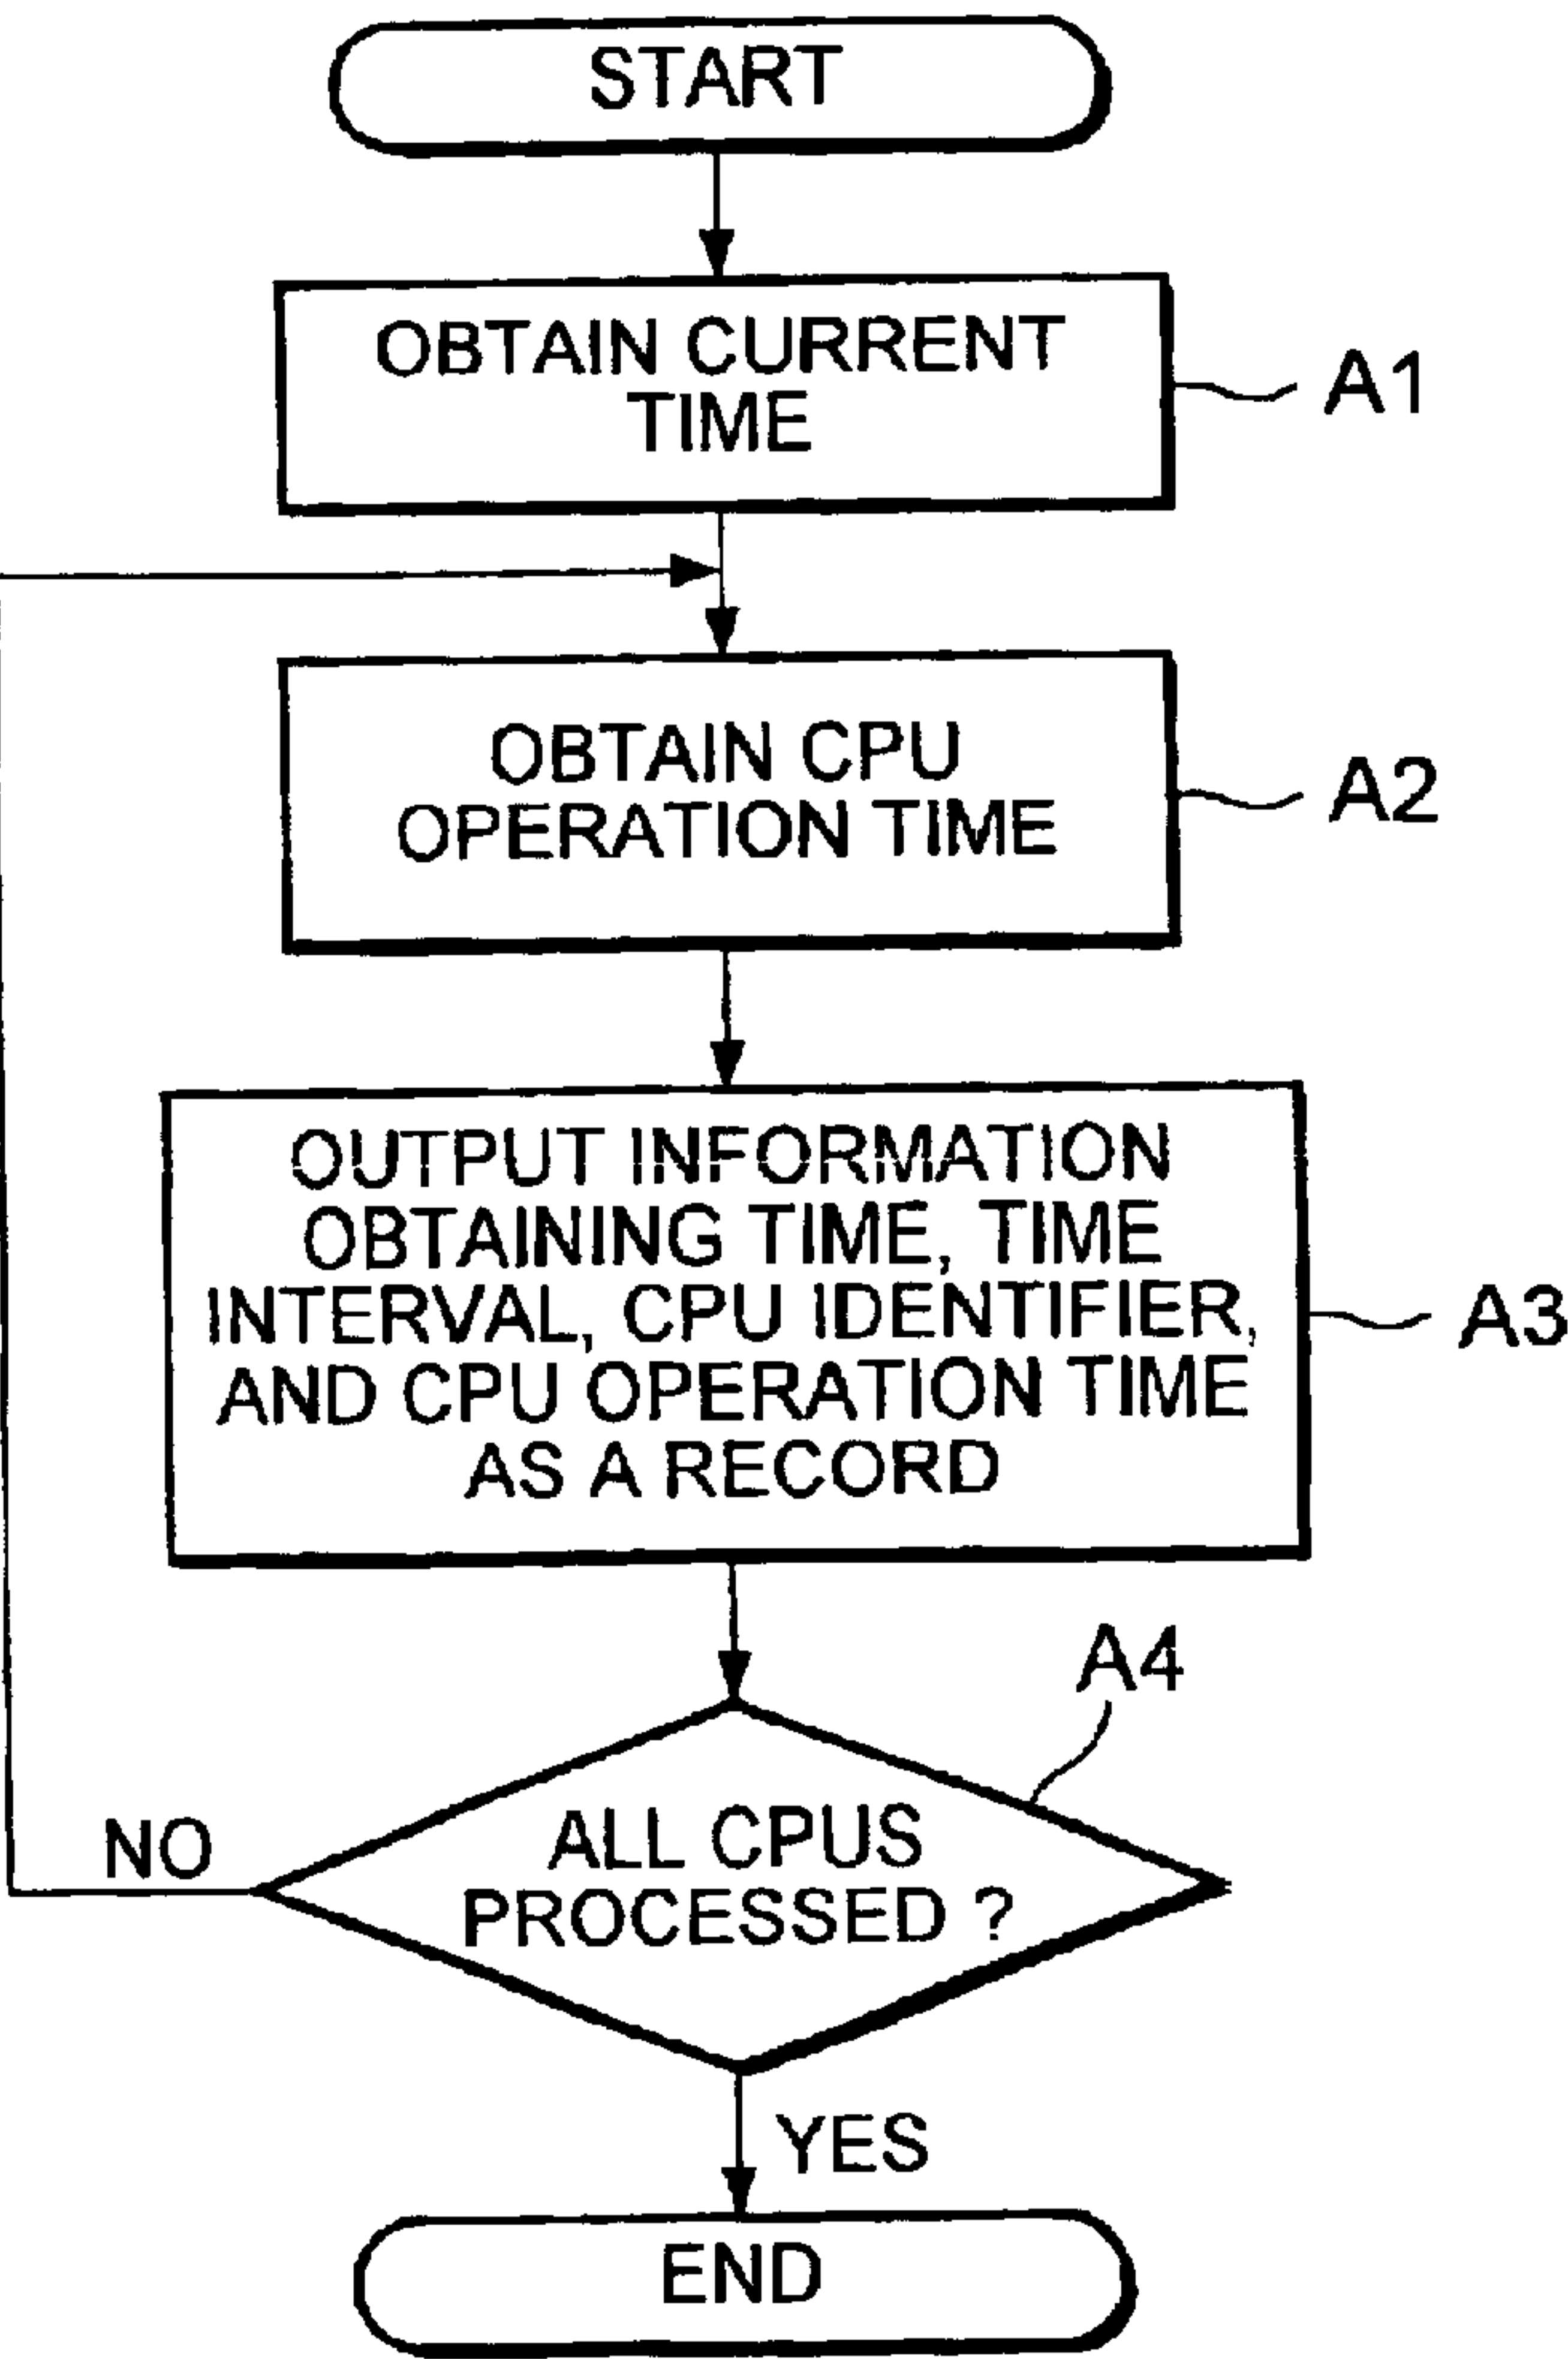 START
OBTAIN CURRENT
TIME
A1
OBTAIN CPU
OPERATION TIME
A2
OUTPUT INFORMATION
OBTAINING TIME, TIME
INTERVAL, CPU IDENTIFIER,
AND CPU OPERATION TIME
AS A RECORD
A3
A4
ALL CPUS
PROCESSED ?
NO
YES
END